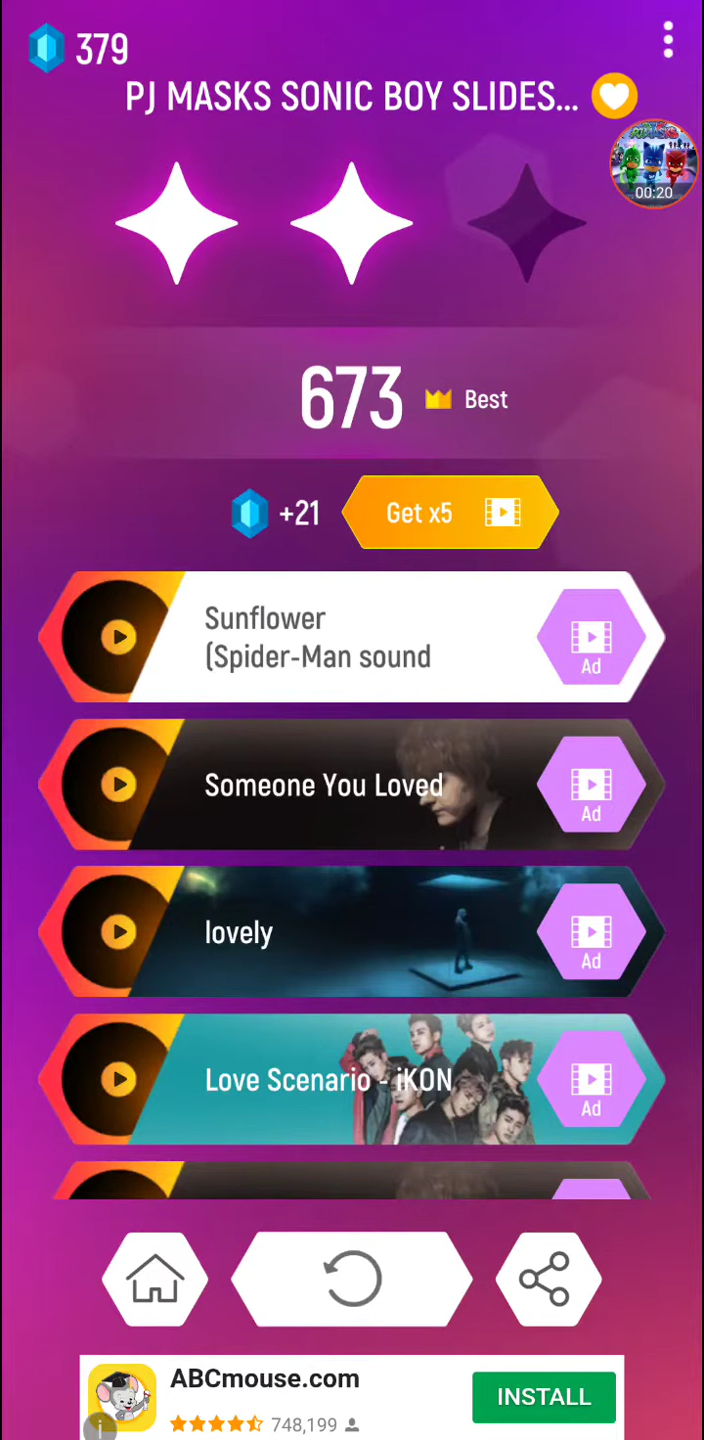 379
PJ MASKS SONIC BOY SLIDES...
PJMASKS
00:20
673 Best
+21 Get x5
Sunflower
(Spider-Man sound
Ad
Someone You Loved
Ad
lovely
Ad
Love Scenario - iKON
Ad
ABCmouse.com
INSTALL
748,199
i